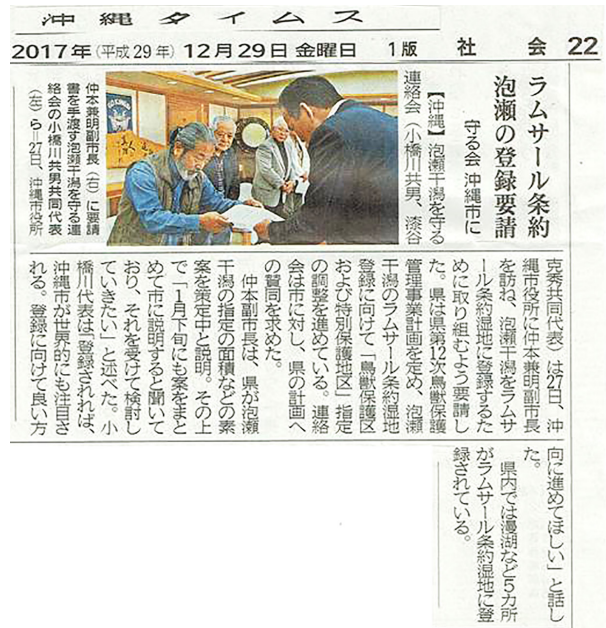 沖縄タイムス
2017年(平成29年)12月29日 金曜日 1版 社会 22
ラムサール条約
泡瀬の登録要請
守る会 沖縄市に
【沖縄】泡瀬干潟を守る
連絡会(小橋川共男、漆谷
克秀共同代表)は27日、沖
縄市役所に仲本兼明副市長
を訪ね、泡瀬干潟をラムサ
ール条約湿地に登録するた
めに取り組むよう要請し
た。県は県第12次鳥獣保護
管理事業計画を定め、泡瀬
干潟のラムサール条約湿地
登録に向けて「鳥獣保護区
および特別保護地区」指定
の調整を進めている。連絡
会は市に対し、県の計画へ
の賛同を求めた。
仲本副市長は、県が泡瀬
干潟の指定の面積などの素
案を策定中と説明。その上
で「1月下旬にも案をまと
めて市に説明すると聞いて
おり、それを受けて検討し
ていきたい」と述べた。小
橋川代表は「登録されれば、
沖縄市が世界的にも注目さ
れる。登録に向けて良い方
向に進めてほしい」と話し
た。
県内では漫湖など5カ所
がラムサール条約湿地に登
録されている。
仲本兼明副市長(右)に要請
書を手渡す泡瀬干潟を守る連
絡会の小橋川共男共同代表
(左)ら=27日、沖縄市役所